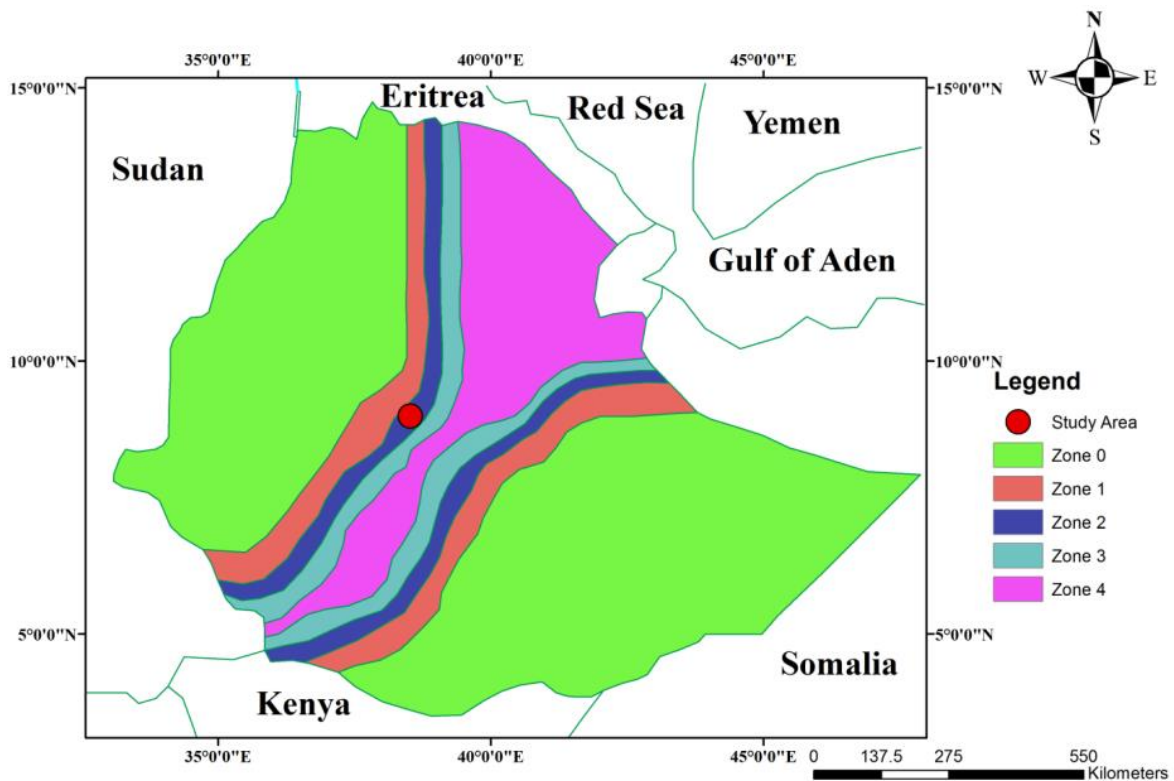 35°0'0"E 40°0'0"E 45°0'0"E
N
W E
S
15°0'0"N 15°0'0"N
Eritrea
Red Sea
Yemen
Sudan
Gulf of Aden
10°0'0"N 10°0'0"N
Legend
Study Area
Zone 0
Zone 1
Zone 2
Zone 3
Zone 4
5°0'0"N 5°0'0"N
Somalia
Kenya
35°0'0"E 40°0'0"E 45°0'0"E
0 137.5 275 550
Kilometers